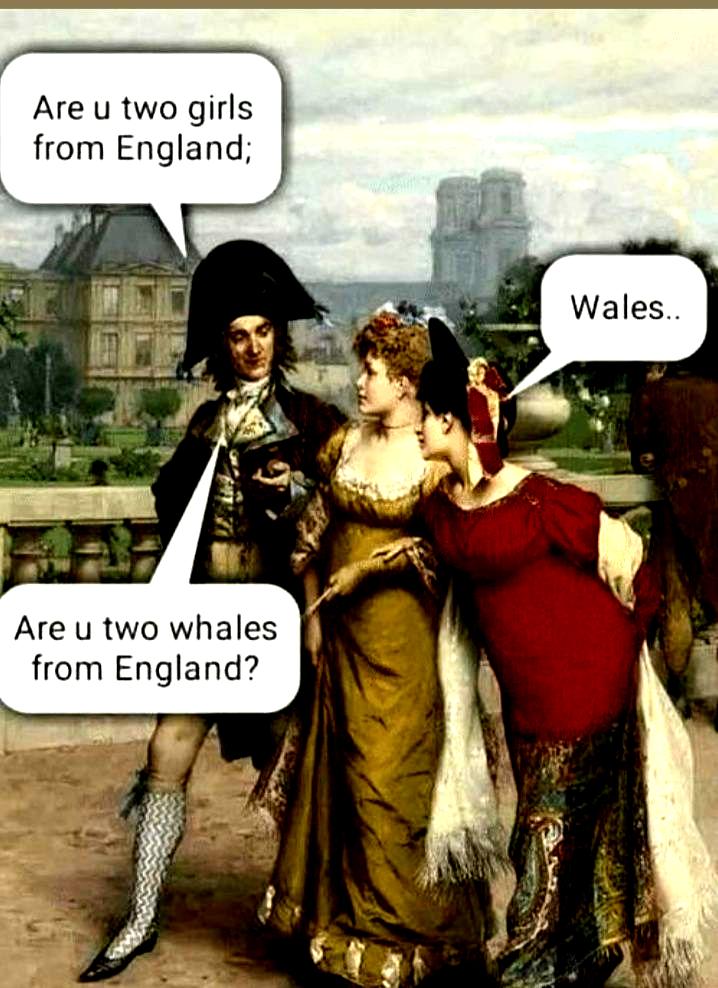 Are u two girls
from England;
Wales..
Are u two whales
from England?